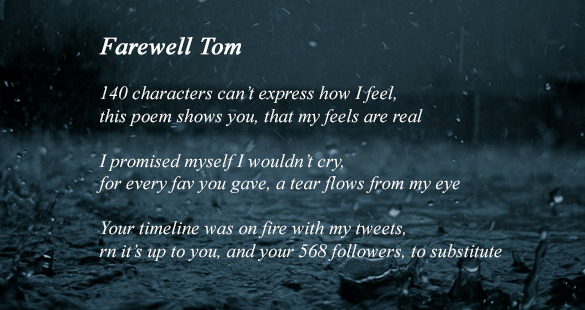 Farewell Tom
140 characters can't express how I feel,
this poem shows you, that my feels are real
I promised myself I wouldn't cry,
for every fav you gave, a tear flows from my eye
Your timeline was on fire with my tweets,
rn it's up to you, and your 568 followers, to substitute